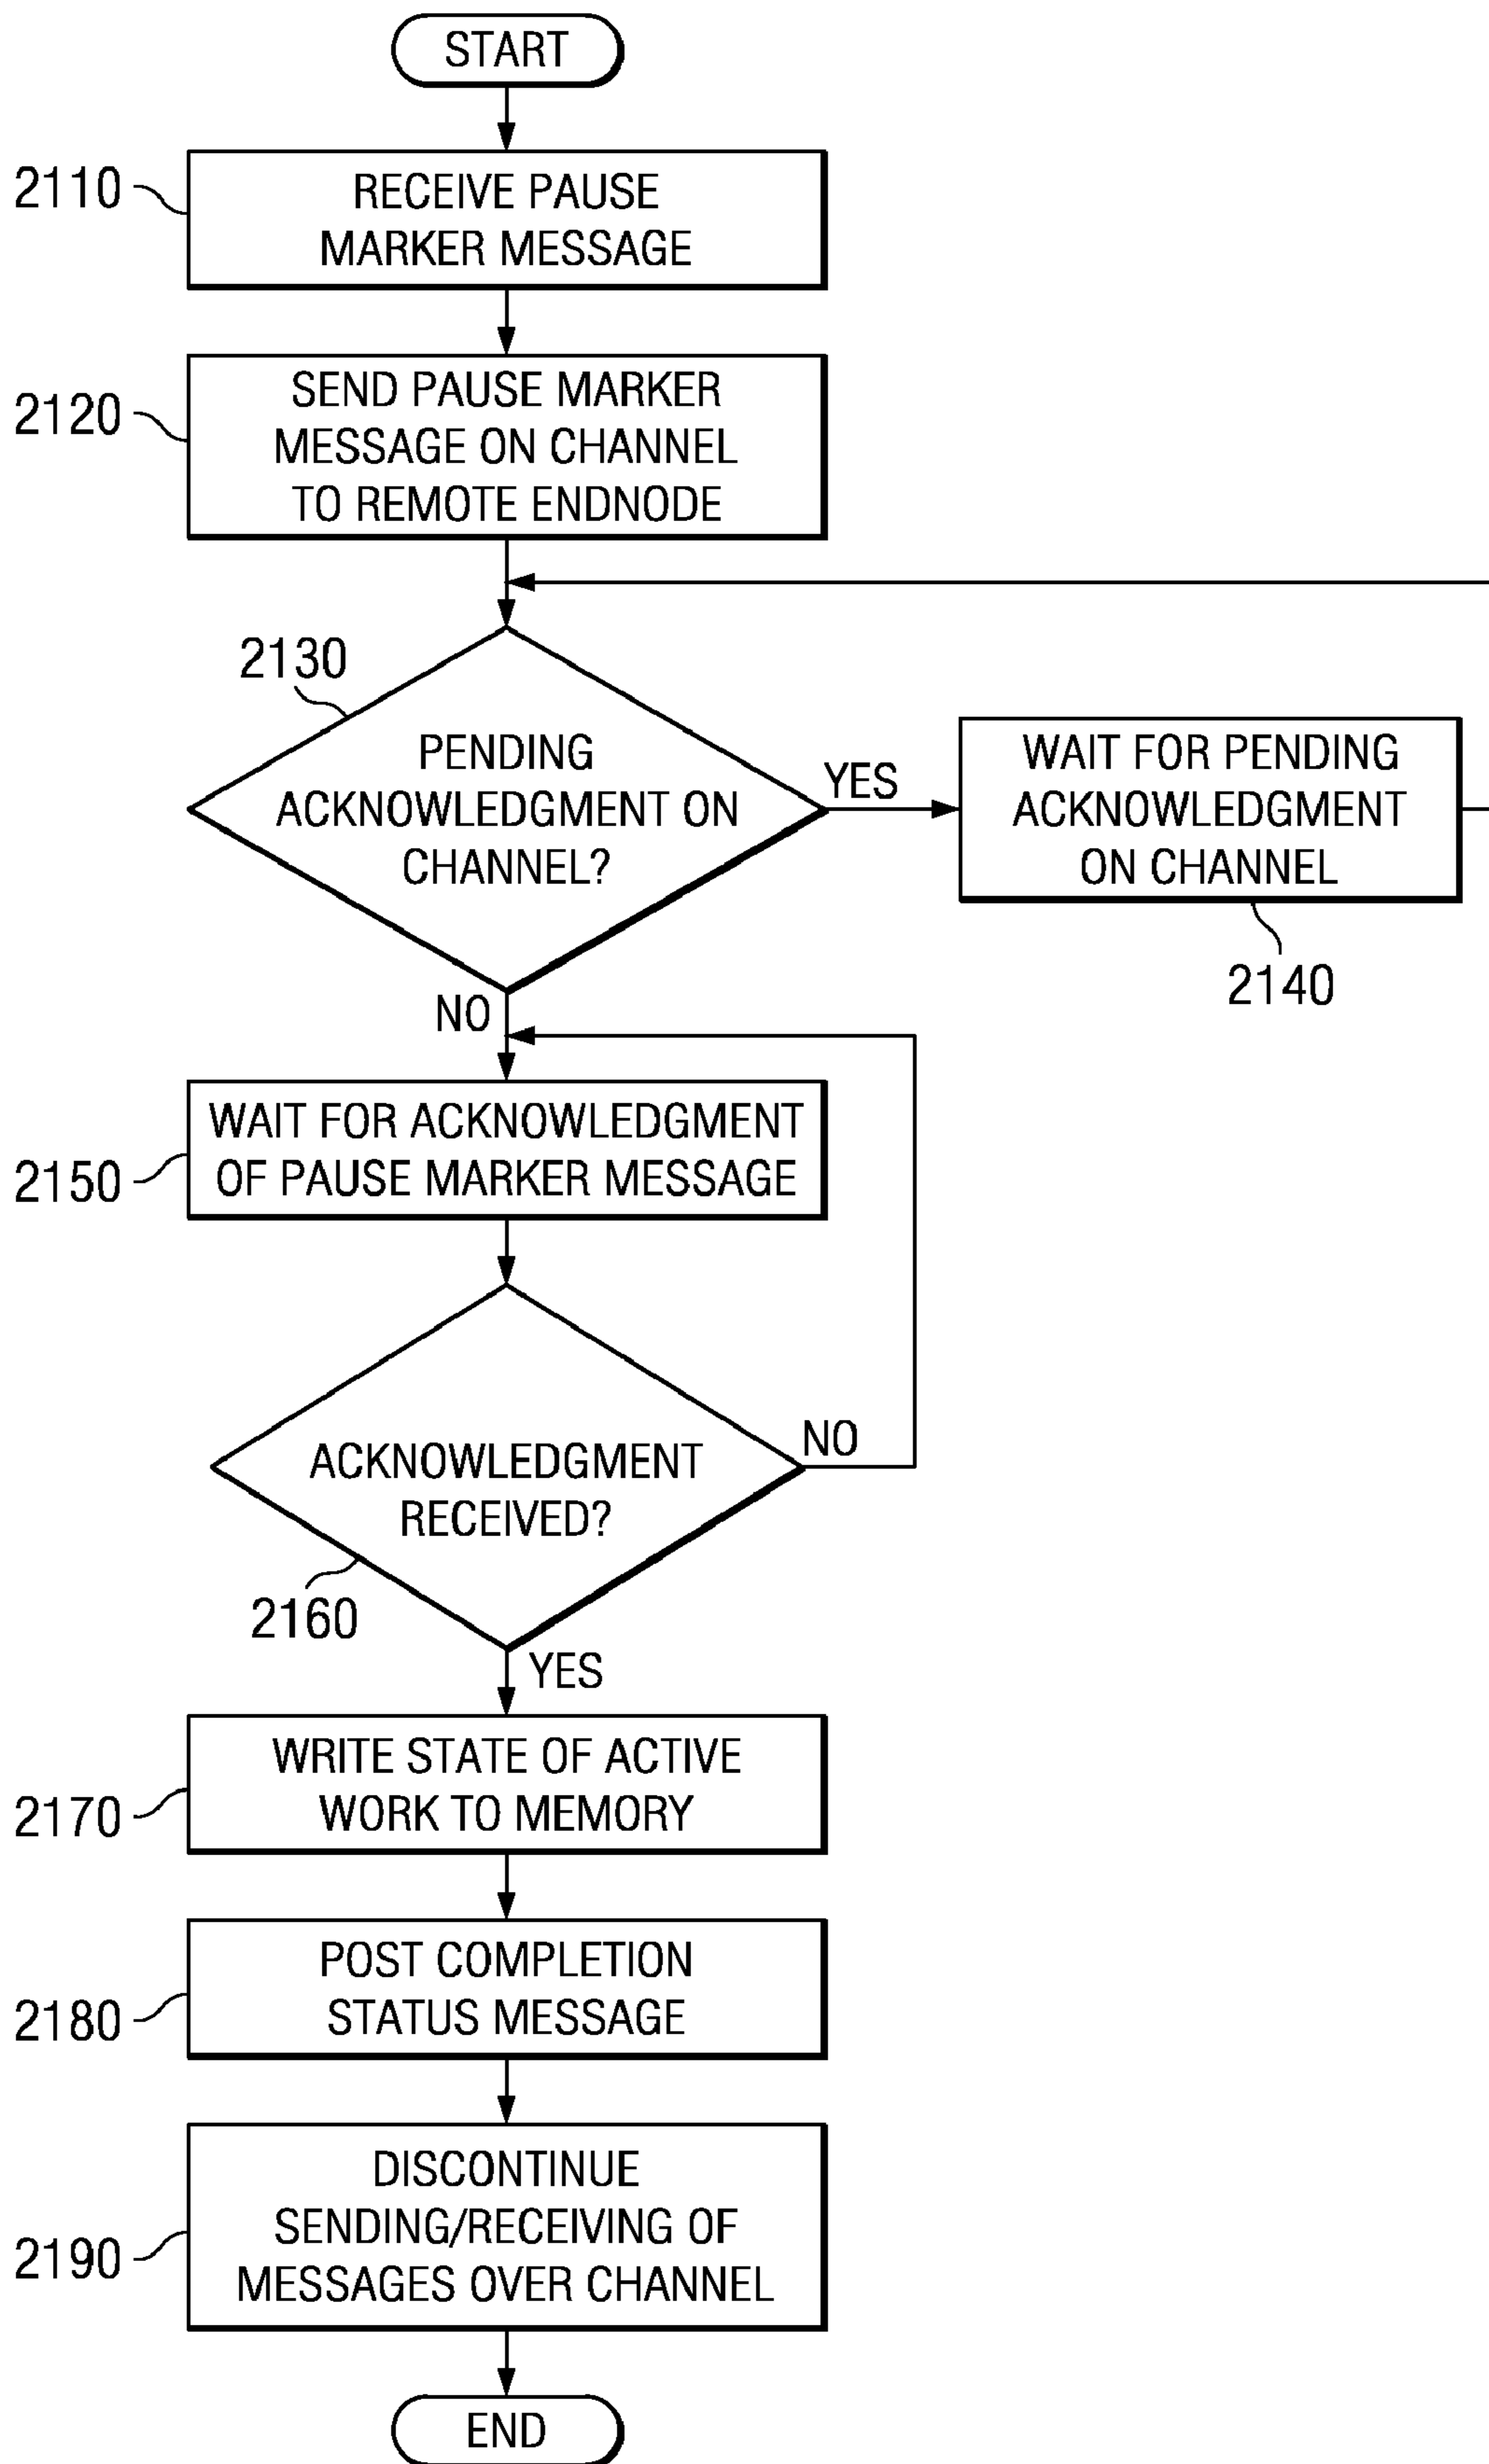 START
2110
RECEIVE PAUSE
MARKER MESSAGE
2120
SEND PAUSE MARKER
MESSAGE ON CHANNEL
TO REMOTE ENDNODE
2130
PENDING
ACKNOWLEDGMENT ON
CHANNEL?
YES
WAIT FOR PENDING
ACKNOWLEDGMENT
ON CHANNEL
2140
NO
2150
WAIT FOR ACKNOWLEDGMENT
OF PAUSE MARKER MESSAGE
ACKNOWLEDGMENT
RECEIVED?
NO
2160
YES
2170
WRITE STATE OF ACTIVE
WORK TO MEMORY
2180
POST COMPLETION
STATUS MESSAGE
2190
DISCONTINUE
SENDING/RECEIVING OF
MESSAGES OVER CHANNEL
END